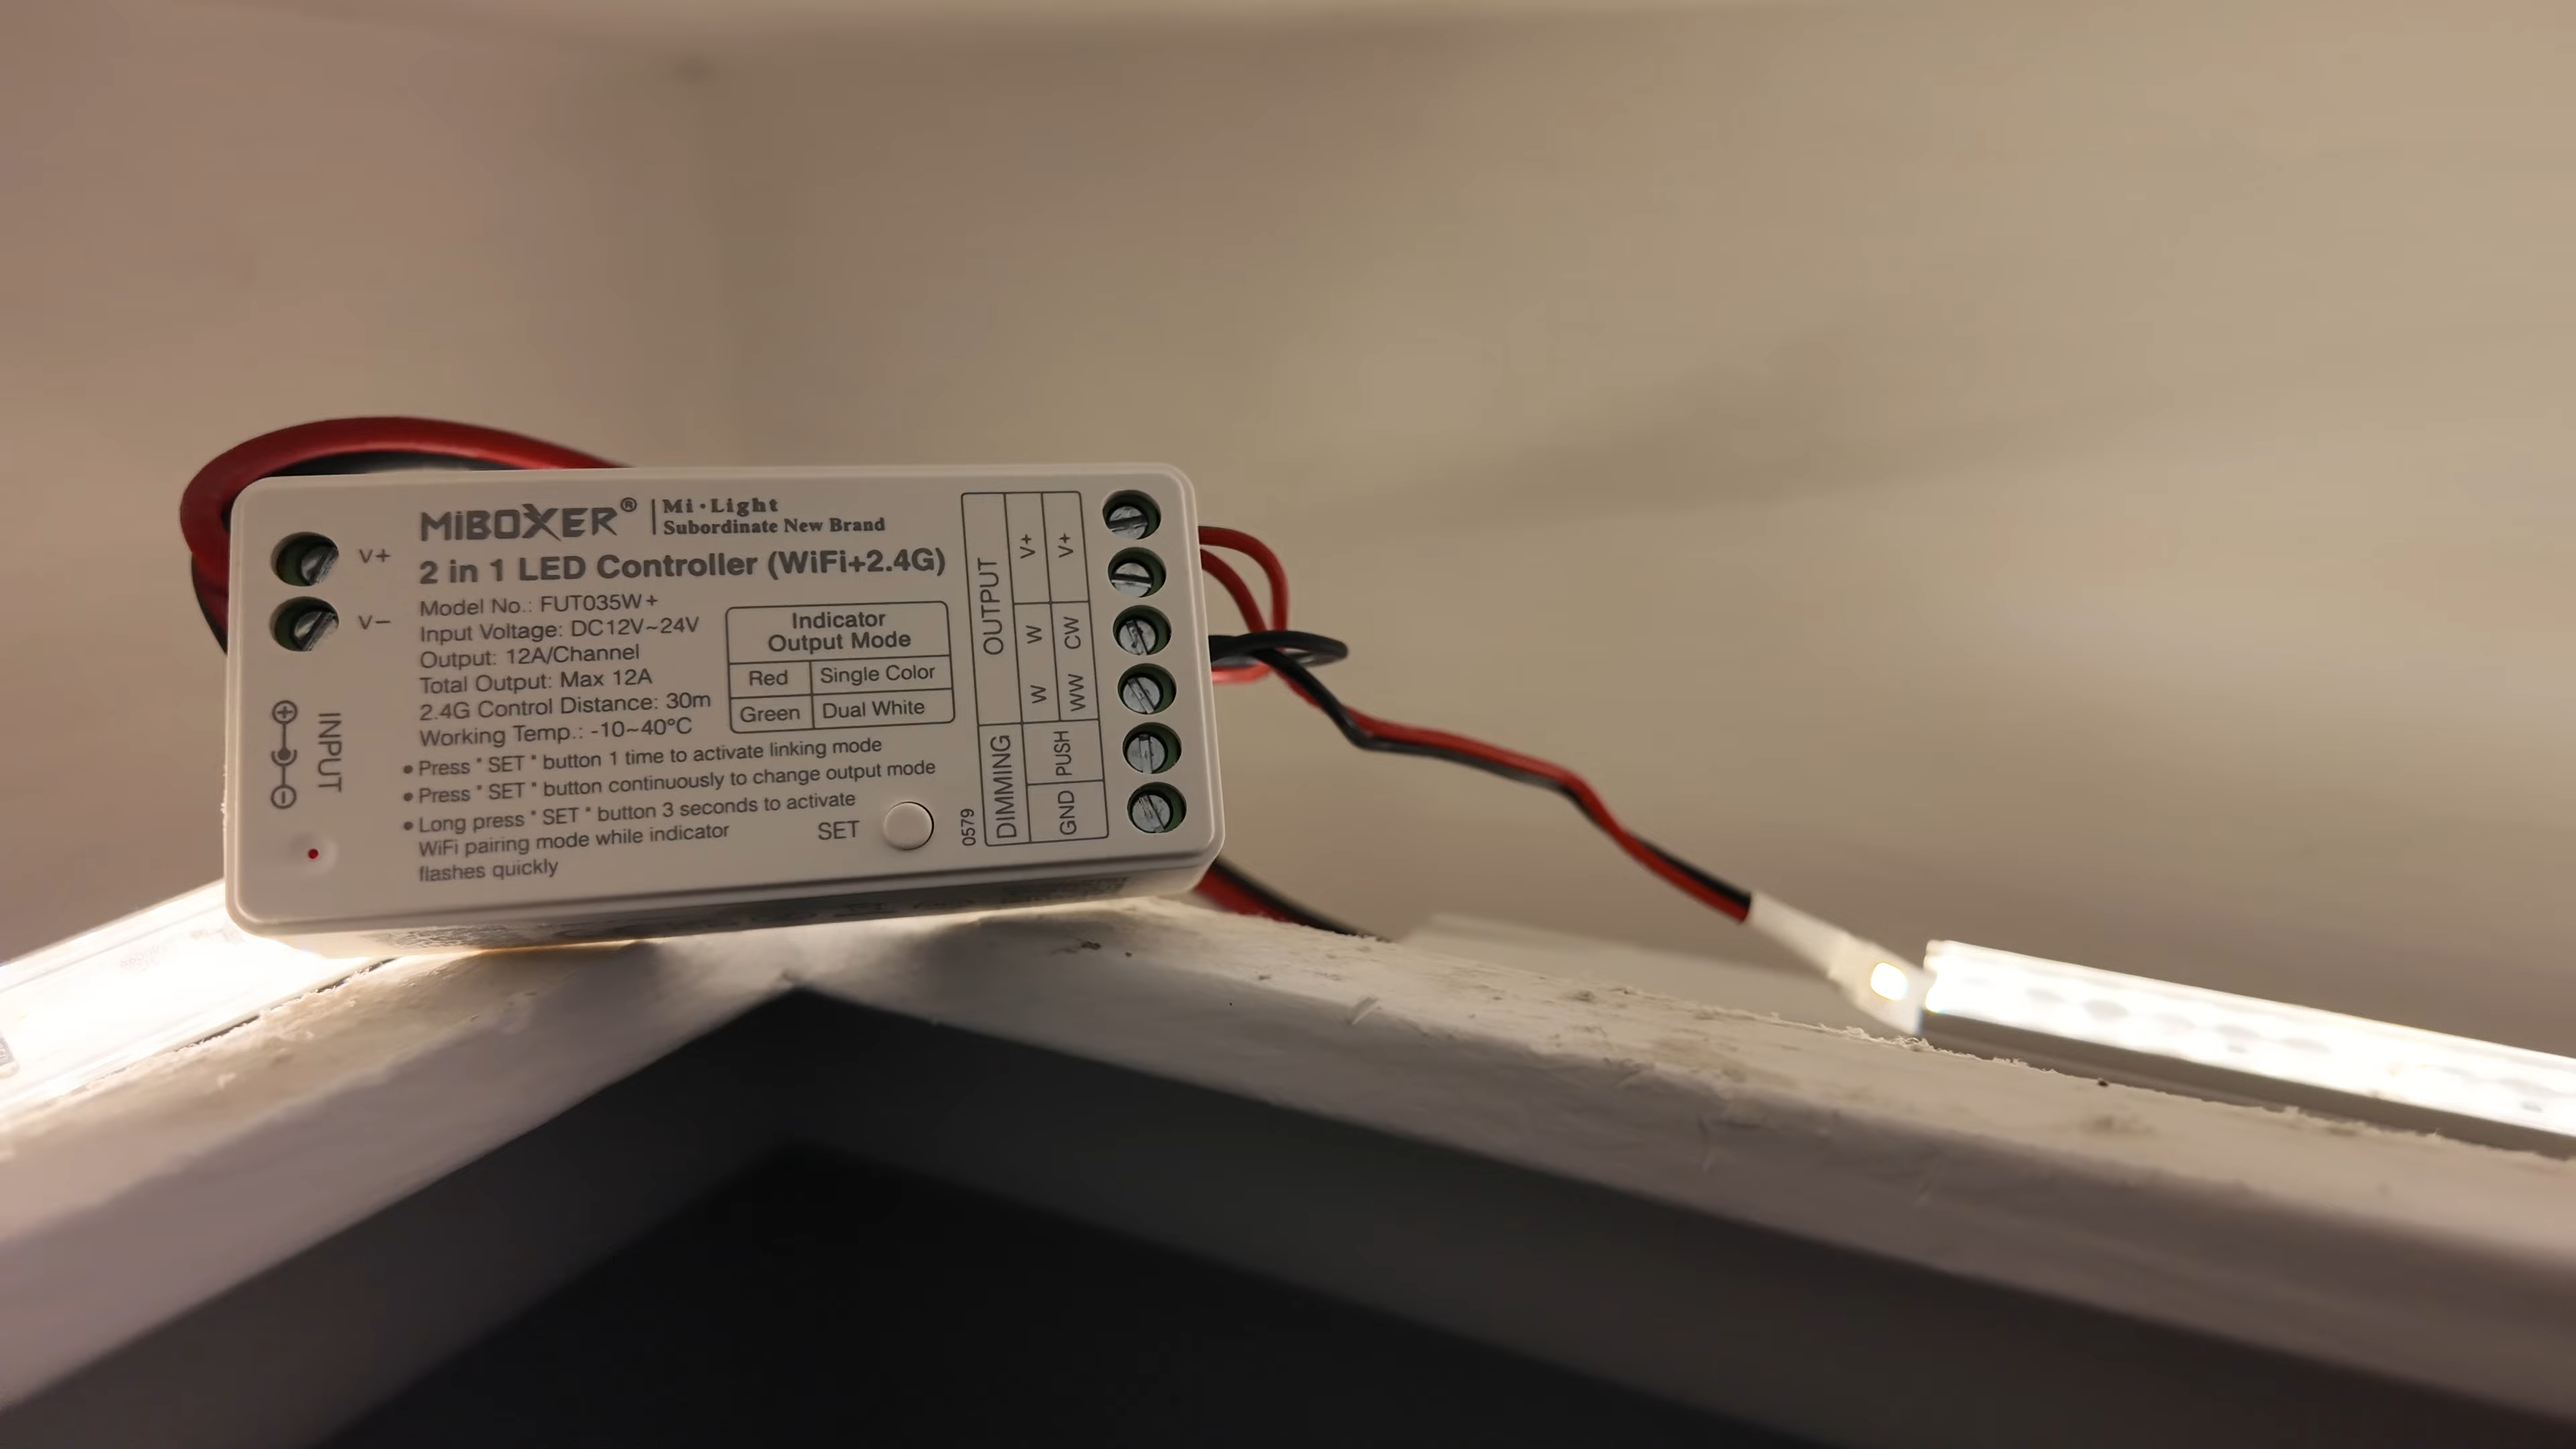 MiBOXER® | Mi·Light
Subordinate New Brand
2 in 1 LED Controller (WiFi+2.4G)
V+
V−
INPUT
Model No.: FUT035W+
Input Voltage: DC12V~24V
Output: 12A/Channel
Total Output: Max 12A
2.4G Control Distance: 30m
Working Temp.: -10~40°C
Indicator
Output Mode
Red Single Color
Green Dual White
• Press "SET" button 1 time to activate linking mode
• Press "SET" button continuously to change output mode
• Long press "SET" button 3 seconds to activate
WiFi pairing mode while indicator
flashes quickly
SET
0579
OUTPUT
V+ V+
W CW
W WW
DIMMING
PUSH
GND